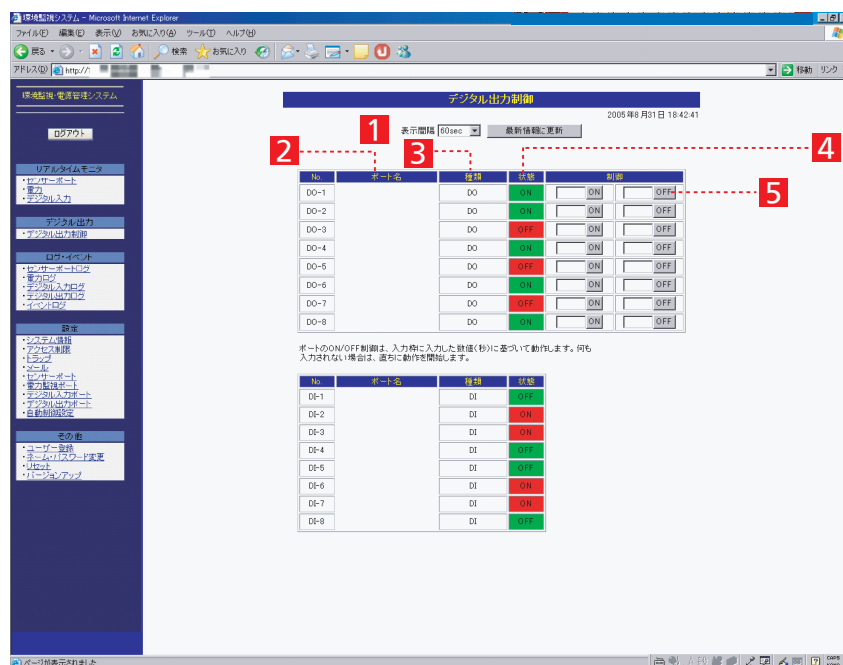 環境監視システム - Microsoft Internet Explorer
ファイル(F) 編集(E) 表示(V) お気に入り(A) ツール(T) ヘルプ(H)
戻る 検索 お気に入り
アドレス(D) http://
移動 リンク
環境監視・電源管理システム
ログアウト
リアルタイムモニタ
・センサーポート
・電力
・デジタル入力
デジタル出力
・デジタル出力制御
ログ・イベント
・センサーポートログ
・電力ログ
・デジタル入力ログ
・デジタル出力ログ
・イベントログ
設定
・システム情報
・アクセス制限
・トラップ
・メール
・センサーポート
・電力監視ポート
・デジタル入力ポート
・デジタル出力ポート
・自動制御設定
その他
・ユーザー登録
・ネーム・パスワード変更
・リセット
・バージョンアップ
デジタル出力制御
2005年8月31日 18:42:41
表示間隔 60sec 最新情報に更新
1
2
3
4
5
No. ポート名 種類 状態 制御
DO-1 DO ON ON OFF
DO-2 DO ON ON OFF
DO-3 DO OFF ON OFF
DO-4 DO ON ON OFF
DO-5 DO OFF ON OFF
DO-6 DO ON ON OFF
DO-7 DO OFF ON OFF
DO-8 DO ON ON OFF
ポートのON/OFF制御は、入力枠に入力した数値(秒)に基づいて動作します。何も
入力されない場合は、直ちに動作を開始します。
No. ポート名 種類 状態
DI-1 DI OFF
DI-2 DI ON
DI-3 DI ON
DI-4 DI OFF
DI-5 DI OFF
DI-6 DI ON
DI-7 DI ON
DI-8 DI OFF
ページが表示されました
CAPS